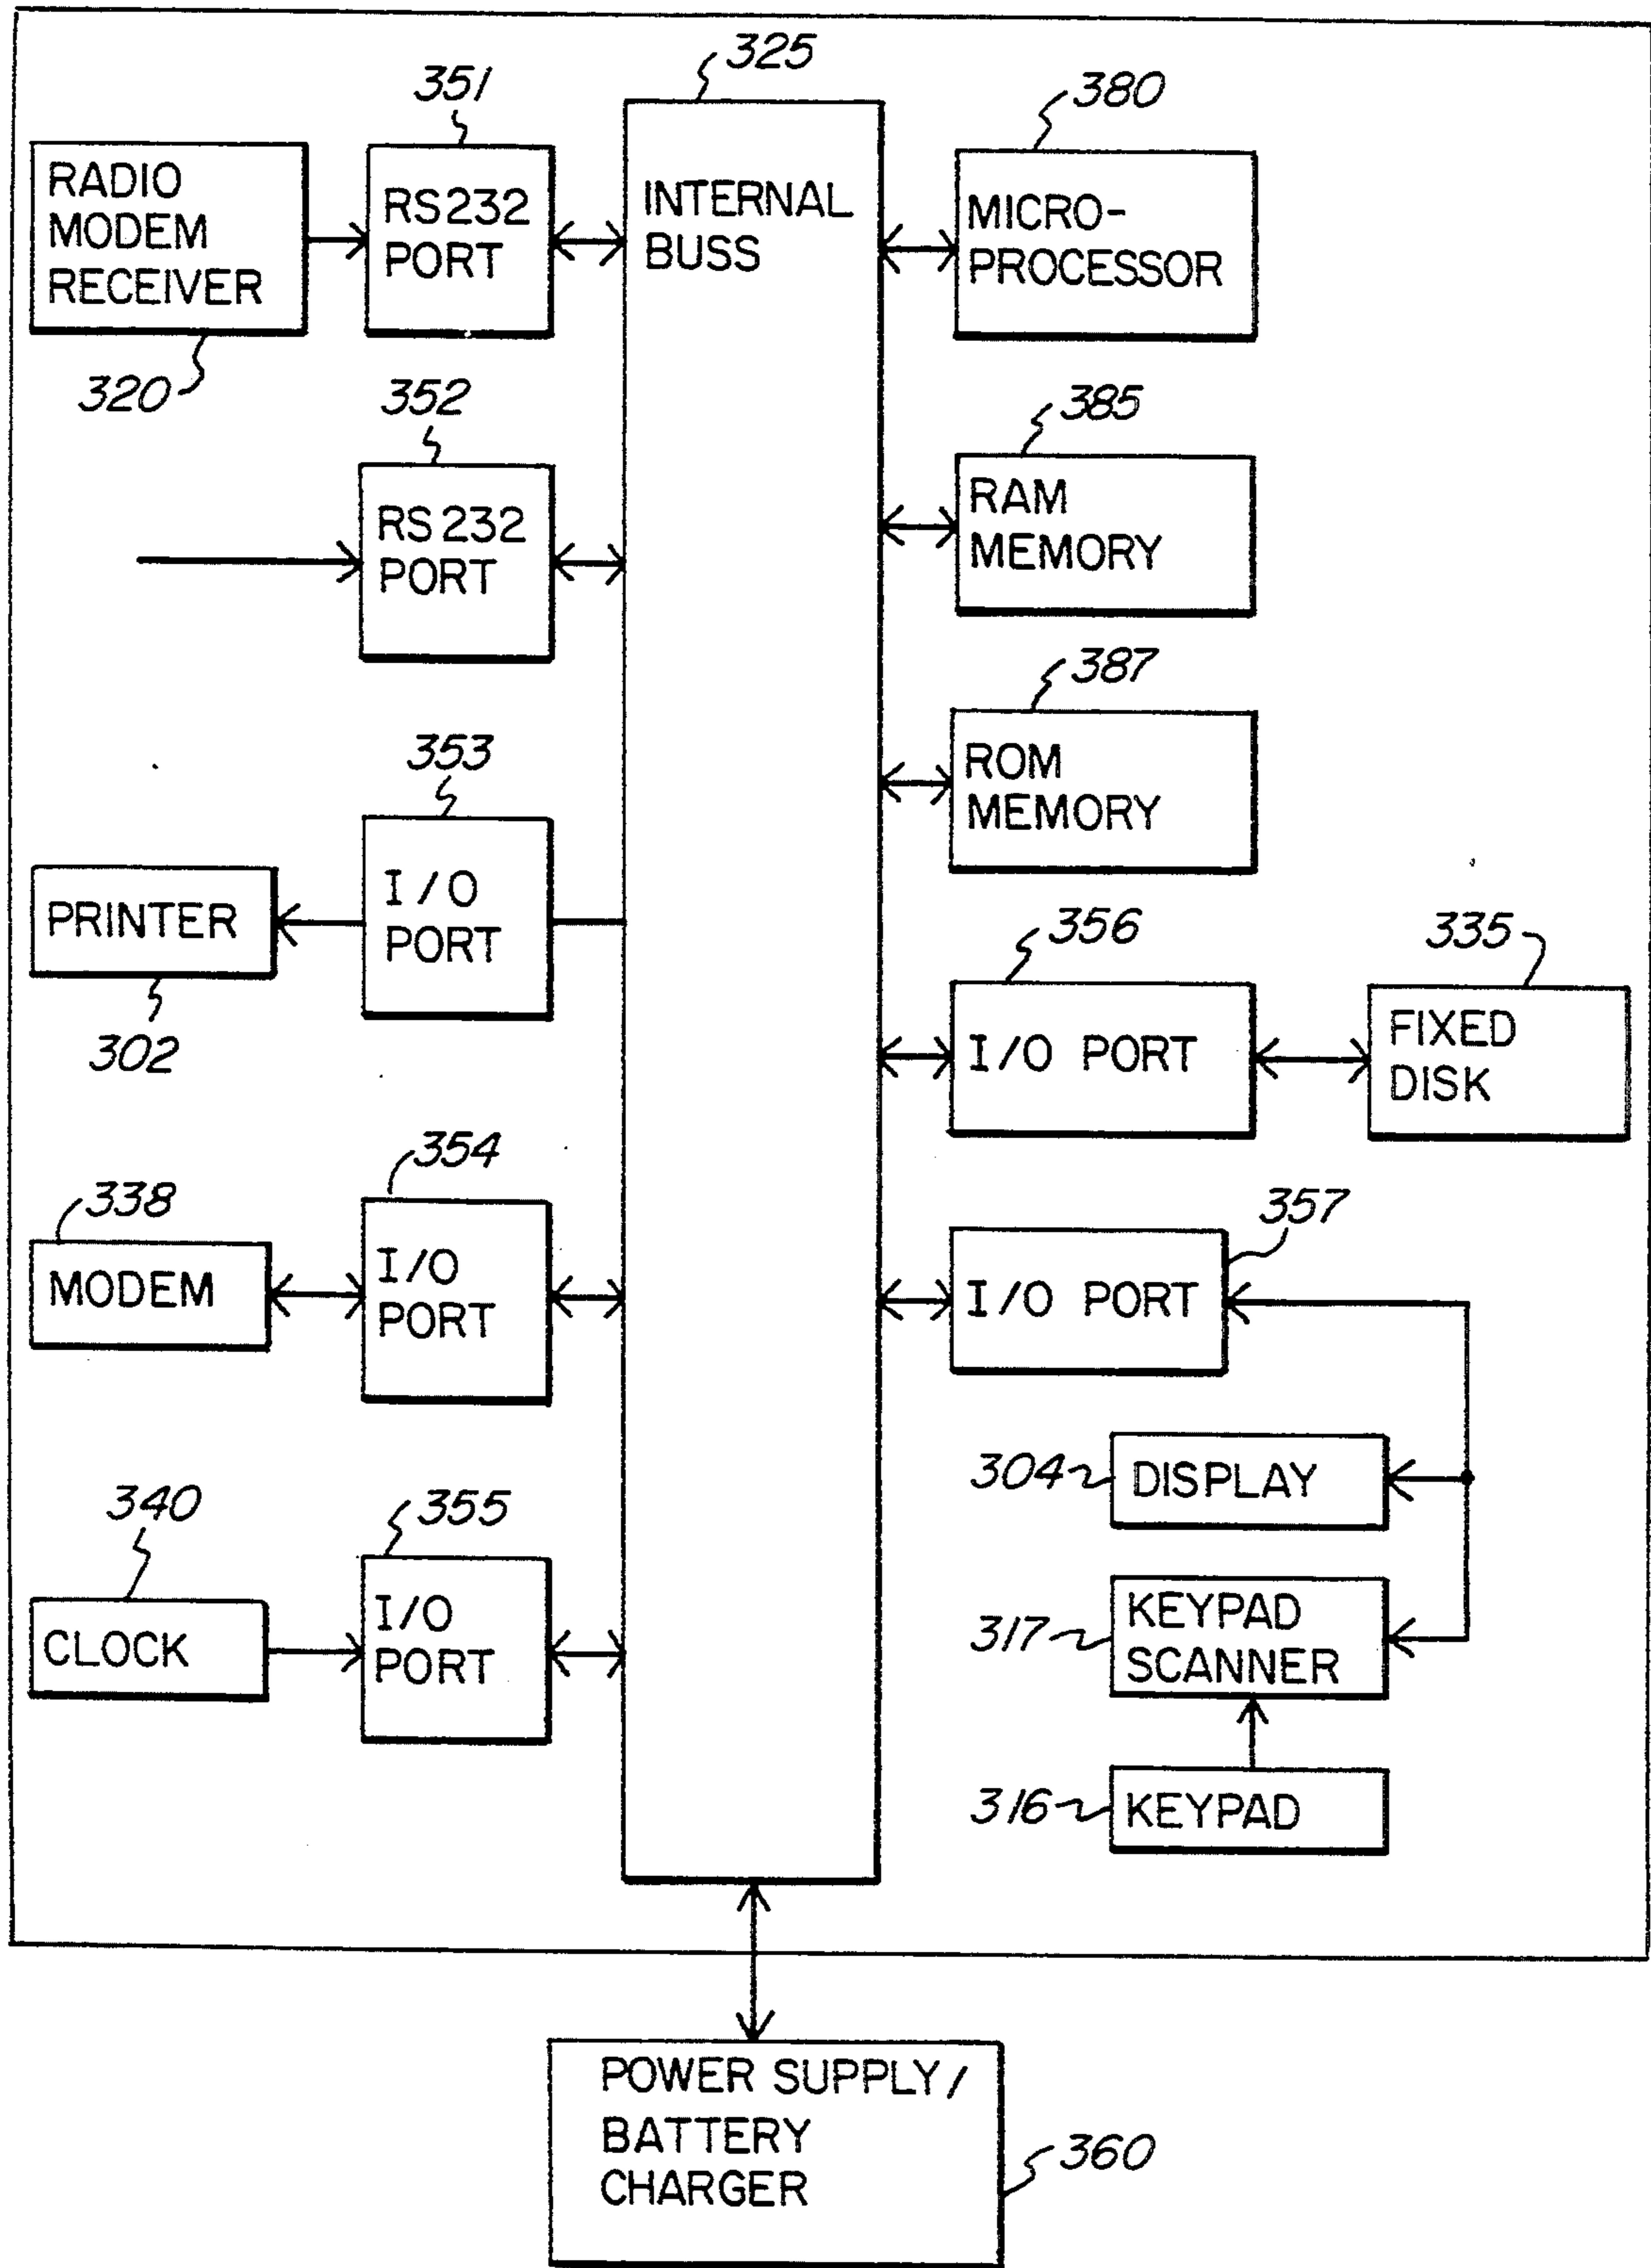 325
351
380
RADIO
MODEM
RECEIVER
RS232
PORT
INTERNAL
BUSS
MICRO-
PROCESSOR
320
352
385
RS232
PORT
RAM
MEMORY
387
353
ROM
MEMORY
PRINTER
I/O
PORT
302
356
335
I/O PORT
FIXED
DISK
354
338
MODEM
I/O
PORT
357
I/O PORT
304
DISPLAY
340
355
CLOCK
I/O
PORT
317
KEYPAD
SCANNER
316
KEYPAD
POWER SUPPLY/
BATTERY
CHARGER
360